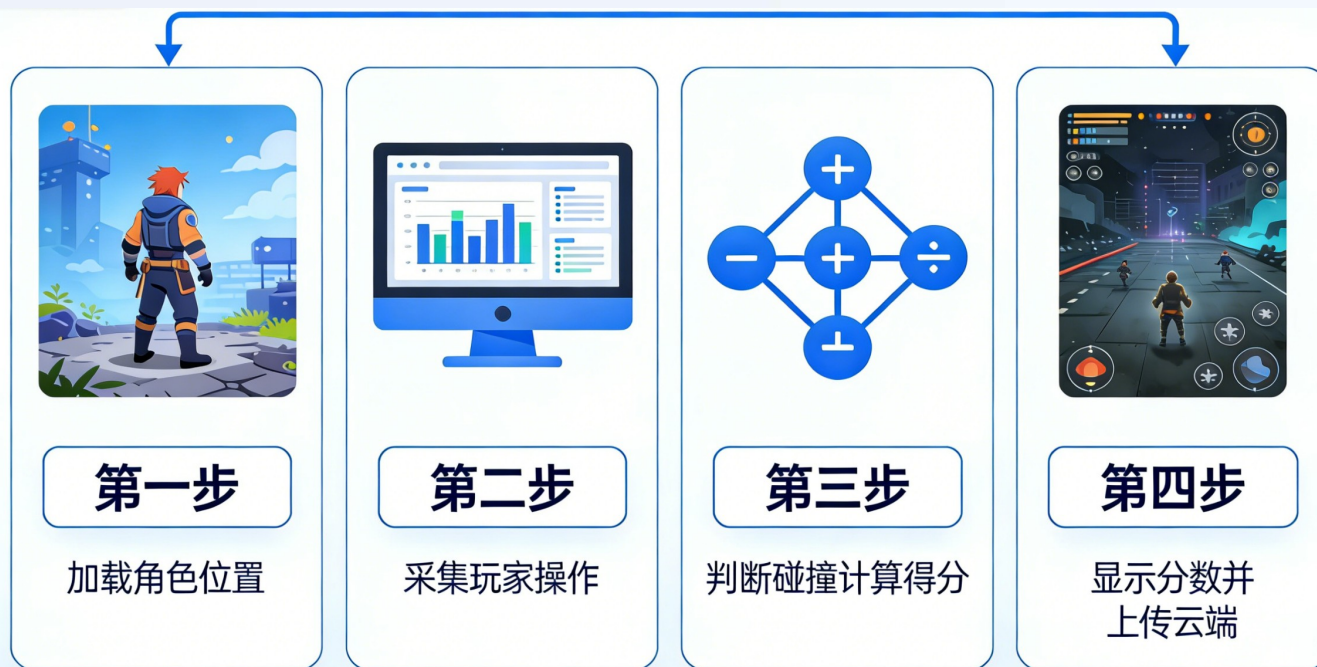 第一步
加载角色位置
第二步
采集玩家操作
第三步
判断碰撞计算得分
第四步
显示分数并
上传云端